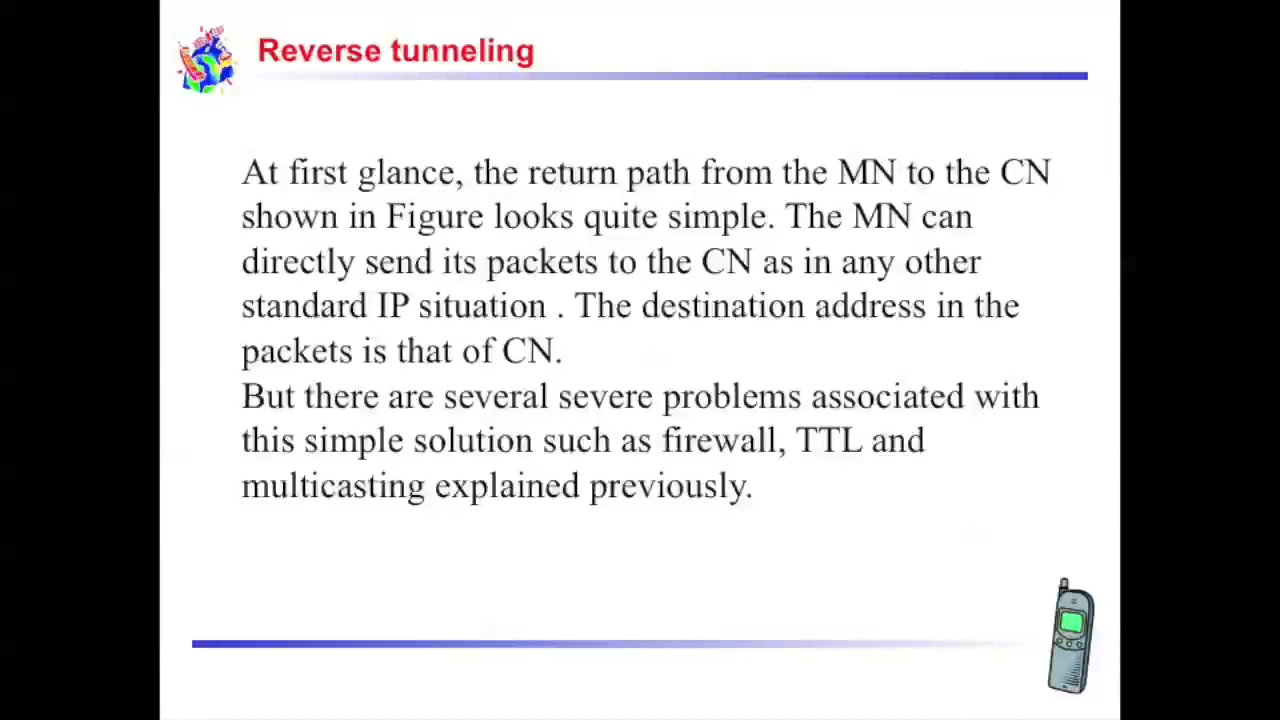 Reverse tunneling
At first glance, the return path from the MN to the CN
shown in Figure looks quite simple. The MN can
directly send its packets to the CN as in any other
standard IP situation . The destination address in the
packets is that of CN.
But there are several severe problems associated with
this simple solution such as firewall, TTL and
multicasting explained previously.